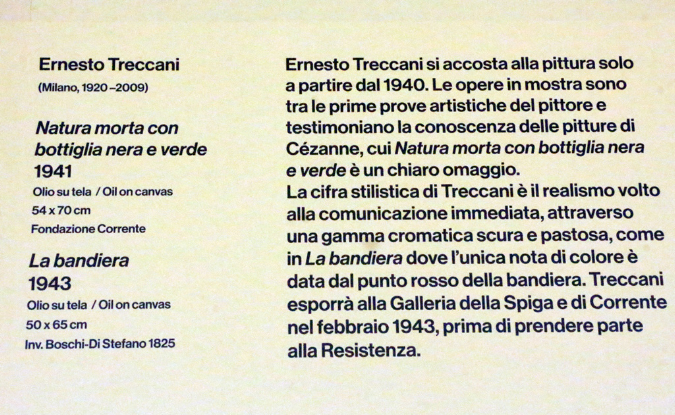 Ernesto Treccani
(Milano, 1920–2009)
Natura morta con
bottiglia nera e verde
1941
Olio su tela / Oil on canvas
54 x 70 cm
Fondazione Corrente
La bandiera
1943
Olio su tela / Oil on canvas
50 x 65 cm
Inv. Boschi-Di Stefano 1825
Ernesto Treccani si accosta alla pittura solo
a partire dal 1940. Le opere in mostra sono
tra le prime prove artistiche del pittore e
testimoniano la conoscenza delle pitture di
Cézanne, cui Natura morta con bottiglia nera
e verde è un chiaro omaggio.
La cifra stilistica di Treccani è il realismo volto
alla comunicazione immediata, attraverso
una gamma cromatica scura e pastosa, come
in La bandiera dove l'unica nota di colore è
data dal punto rosso della bandiera. Treccani
esporrà alla Galleria della Spiga e di Corrente
nel febbraio 1943, prima di prendere parte
alla Resistenza.